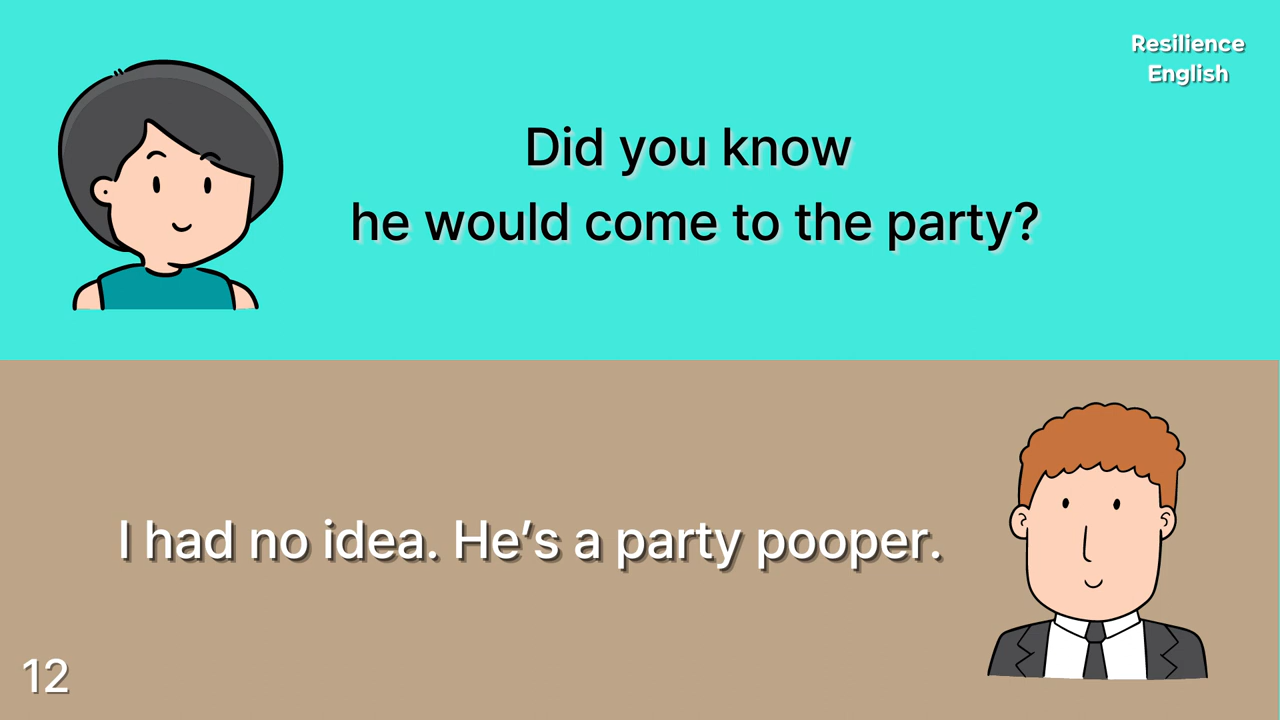 Resilience
English
Did you know
he would come to the party?
I had no idea. He’s a party pooper.
12